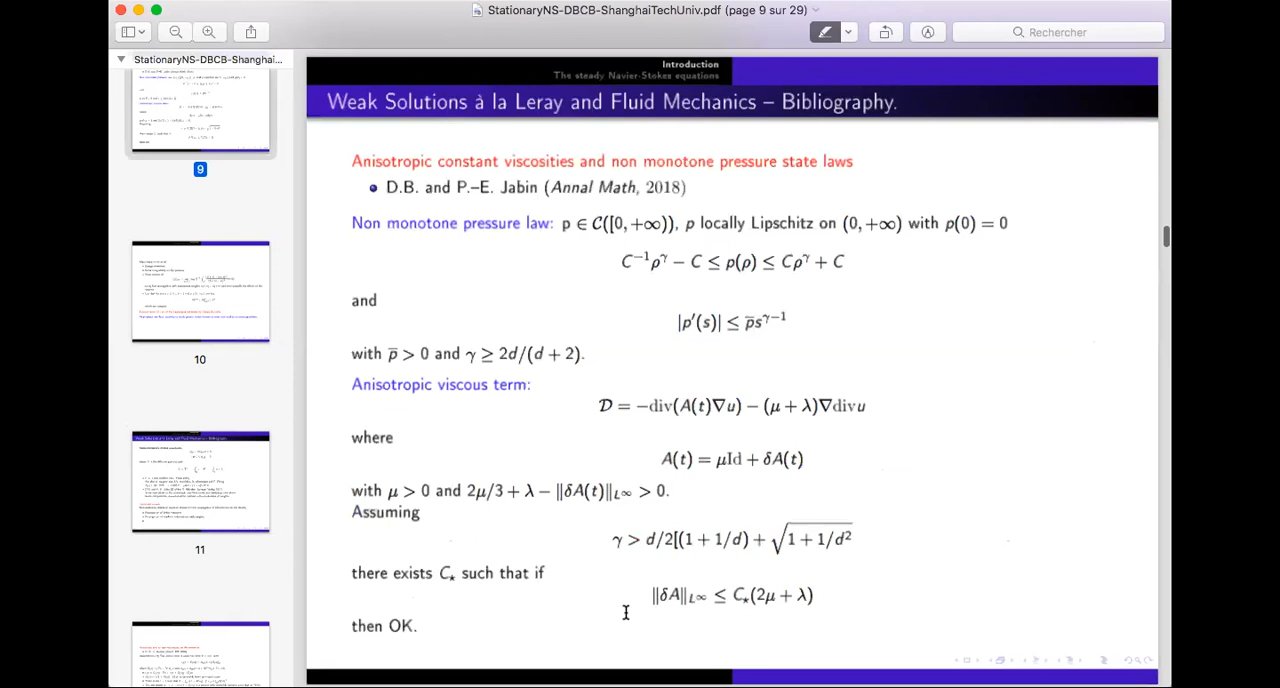 StationaryNS-DBCB-ShanghaiTechUniv.pdf (page 9 sur 29)
Rechercher
StationaryNS-DBCB-Shanghai...
9
10
11
Introduction
The steady Navier-Stokes equations
Weak Solutions à la Leray and Fluid Mechanics – Bibliography.
Anisotropic constant viscosities and non monotone pressure state laws
D.B. and P.–E. Jabin (Annal Math, 2018)
Non monotone pressure law: p ∈ C([0, +∞)), p locally Lipschitz on (0, +∞) with p(0) = 0
C⁻¹ρ^γ − C ≤ p(ρ) ≤ Cρ^γ + C
and
|p′(s)| ≤ p̄s^{γ−1}
with p̄ > 0 and γ ≥ 2d/(d + 2).
Anisotropic viscous term:
𝒟 = −div(A(t)∇u) − (μ + λ)∇divu
where
A(t) = μId + δA(t)
with μ > 0 and 2μ/3 + λ − ‖δA(t)‖_{L∞} > 0.
Assuming
γ > d/2[(1 + 1/d) + √(1 + 1/d²)
there exists C⋆ such that if
‖δA‖_{L∞} ≤ C⋆(2μ + λ)
then OK.